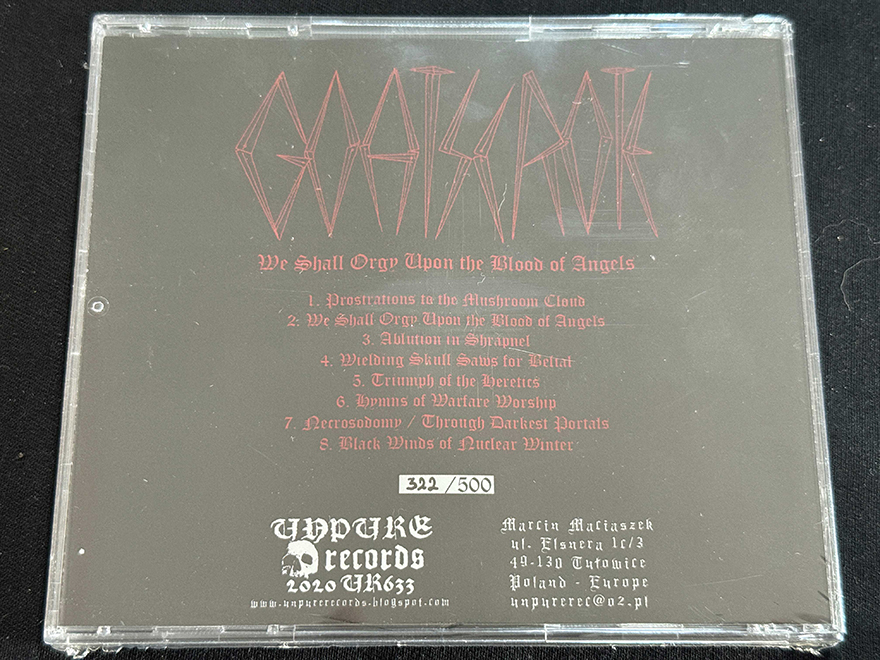 GOATSCROTE
We Shall Orgy Upon the Blood of Angels
1. Prostrations to the Mushroom Cloud
2. We Shall Orgy Upon the Blood of Angels
3. Ablution in Shrapnel
4. Wielding Skull Saws for Belial
5. Triumph of the Heretics
6. Hymns of Warfare Worship
7. Necrosodomy / Through Darkest Portals
8. Black Winds of Nuclear Winter
322 /500
UNPURE
records
2020 UR633
www.unpurerecords.blogspot.com
Marcin Maciaszek
ul. Elsnera 1c/3
49-130 Tułowice
Poland - Europe
unpurerec@o2.pl